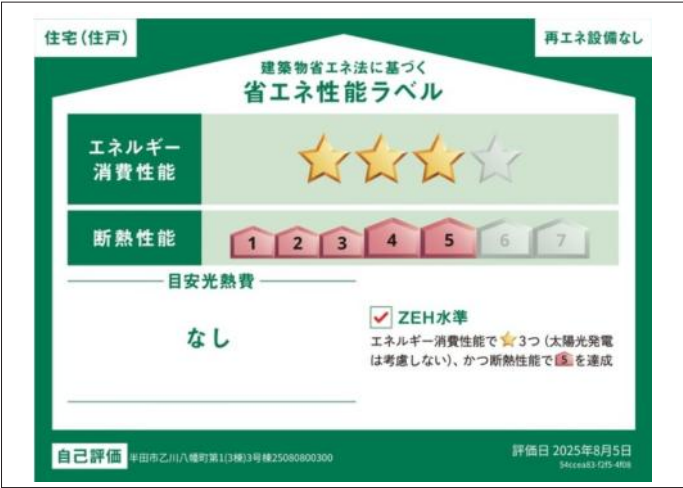 住宅(住戸)
再エネ設備なし
建築物省エネ法に基づく
省エネ性能ラベル
エネルギー
消費性能
断熱性能
1 2 3 4 5 6 7
目安光熱費
なし
ZEH水準
エネルギー消費性能で⭐3つ(太陽光発電
は考慮しない)、かつ断熱性能で5を達成
自己評価 半田市乙川八幡町第1(3棟)3号棟25080800300
評価日 2025年8月5日
54ccea83-f2f5-4f08